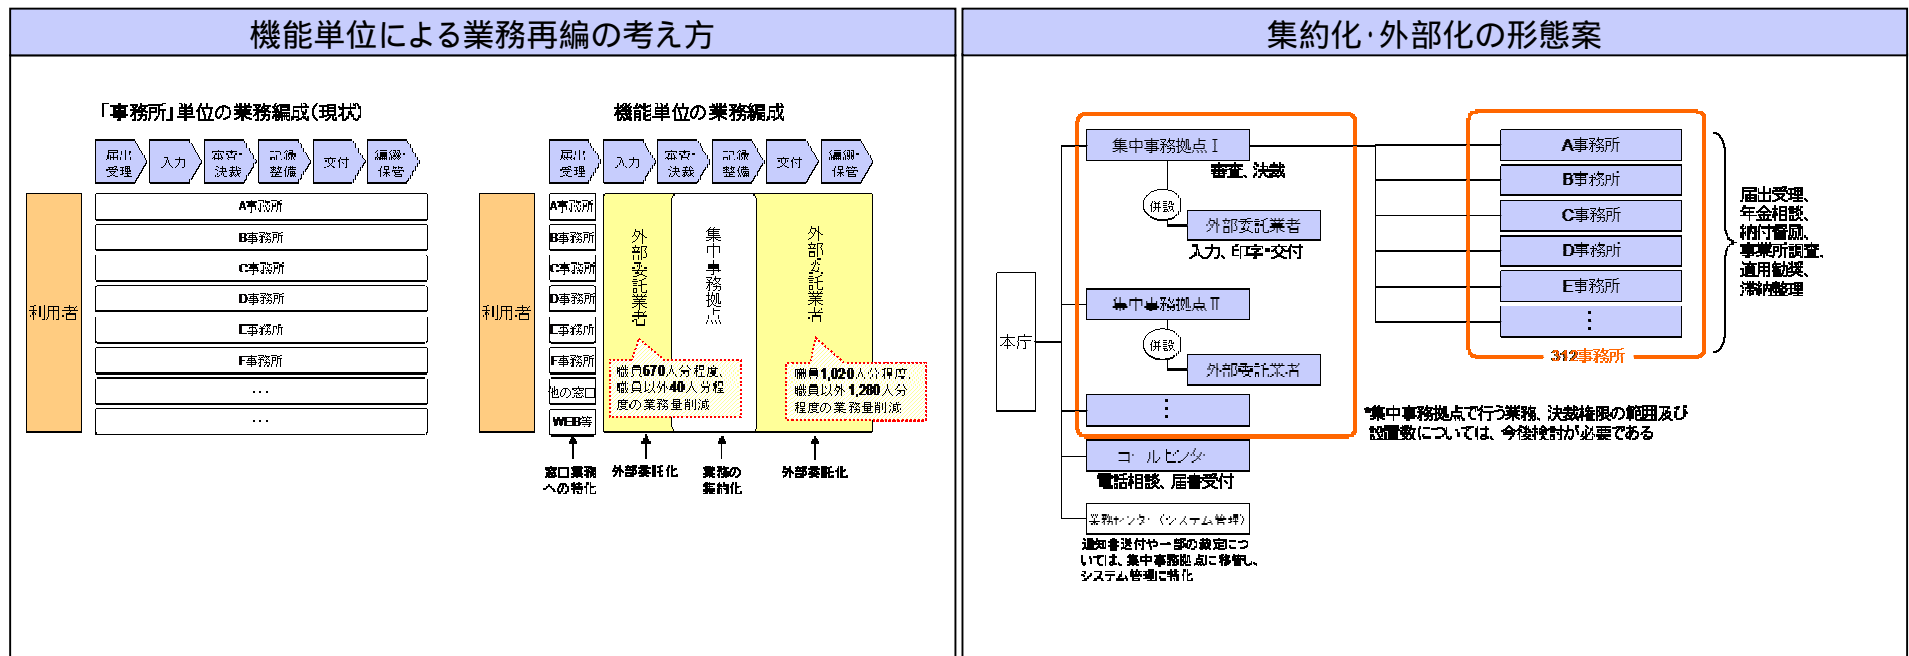 機能単位による業務再編の考え方
「事務所」単位の業務編成(現状)
届出
受理
入力
審査・
決裁
記録
整備
交付
編綴・
保管
利用者
A事務所
B事務所
C事務所
D事務所
E事務所
F事務所
…
…
機能単位の業務編成
届出
受理
入力
審査・
決裁
記録
整備
交付
編綴・
保管
利用者
A事務所
B事務所
C事務所
D事務所
E事務所
F事務所
他の窓口
WEB等
外部委託業者
集中事務拠点
外部委託業者
職員670人分程度、
職員以外40人分程
度の業務量削減
職員1,020人分程度、
職員以外1,280人分
程度の業務量削減
窓口業務
への特化
外部委託化
業務の
集約化
外部委託化
集約化・外部化の形態案
本庁
集中事務拠点Ⅰ
審査、決裁
併設
外部委託業者
入力、印字・交付
集中事務拠点Ⅱ
併設
外部委託業者
⋮
コールセンター
電話相談、届書受付
業務センター(システム管理)
通知書送付や一部の裁定につ
いては、集中事務拠点に移管し、
システム管理に特化
A事務所
B事務所
C事務所
D事務所
E事務所
⋮
312事務所
届出受理、
年金相談、
納付督励、
事業所調査、
適用勧奨、
滞納整理
*集中事務拠点で行う業務、決裁権限の範囲及び
設置数については、今後検討が必要である